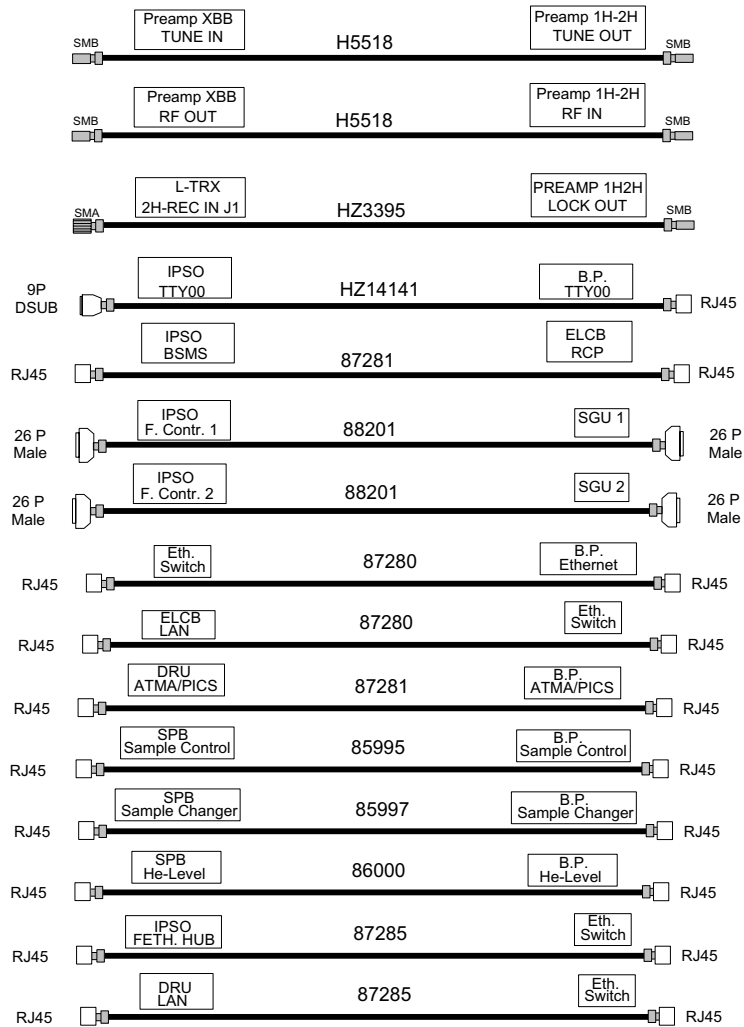 Preamp XBB
TUNE IN
H5518
Preamp 1H-2H
TUNE OUT
SMB
SMB
Preamp XBB
RF OUT
H5518
Preamp 1H-2H
RF IN
SMB
SMB
L-TRX
2H-REC IN J1
HZ3395
PREAMP 1H2H
LOCK OUT
SMA
SMB
9P
DSUB
IPSO
TTY00
HZ14141
B.P.
TTY00
RJ45
RJ45
IPSO
BSMS
87281
ELCB
RCP
RJ45
26 P
Male
IPSO
F. Contr. 1
88201
SGU 1
26 P
Male
26 P
Male
IPSO
F. Contr. 2
88201
SGU 2
26 P
Male
RJ45
Eth.
Switch
87280
B.P.
Ethernet
RJ45
RJ45
ELCB
LAN
87280
Eth.
Switch
RJ45
RJ45
DRU
ATMA/PICS
87281
B.P.
ATMA/PICS
RJ45
RJ45
SPB
Sample Control
85995
B.P.
Sample Control
RJ45
RJ45
SPB
Sample Changer
85997
B.P.
Sample Changer
RJ45
RJ45
SPB
He-Level
86000
B.P.
He-Level
RJ45
RJ45
IPSO
FETH. HUB
87285
Eth.
Switch
RJ45
RJ45
DRU
LAN
87285
Eth.
Switch
RJ45